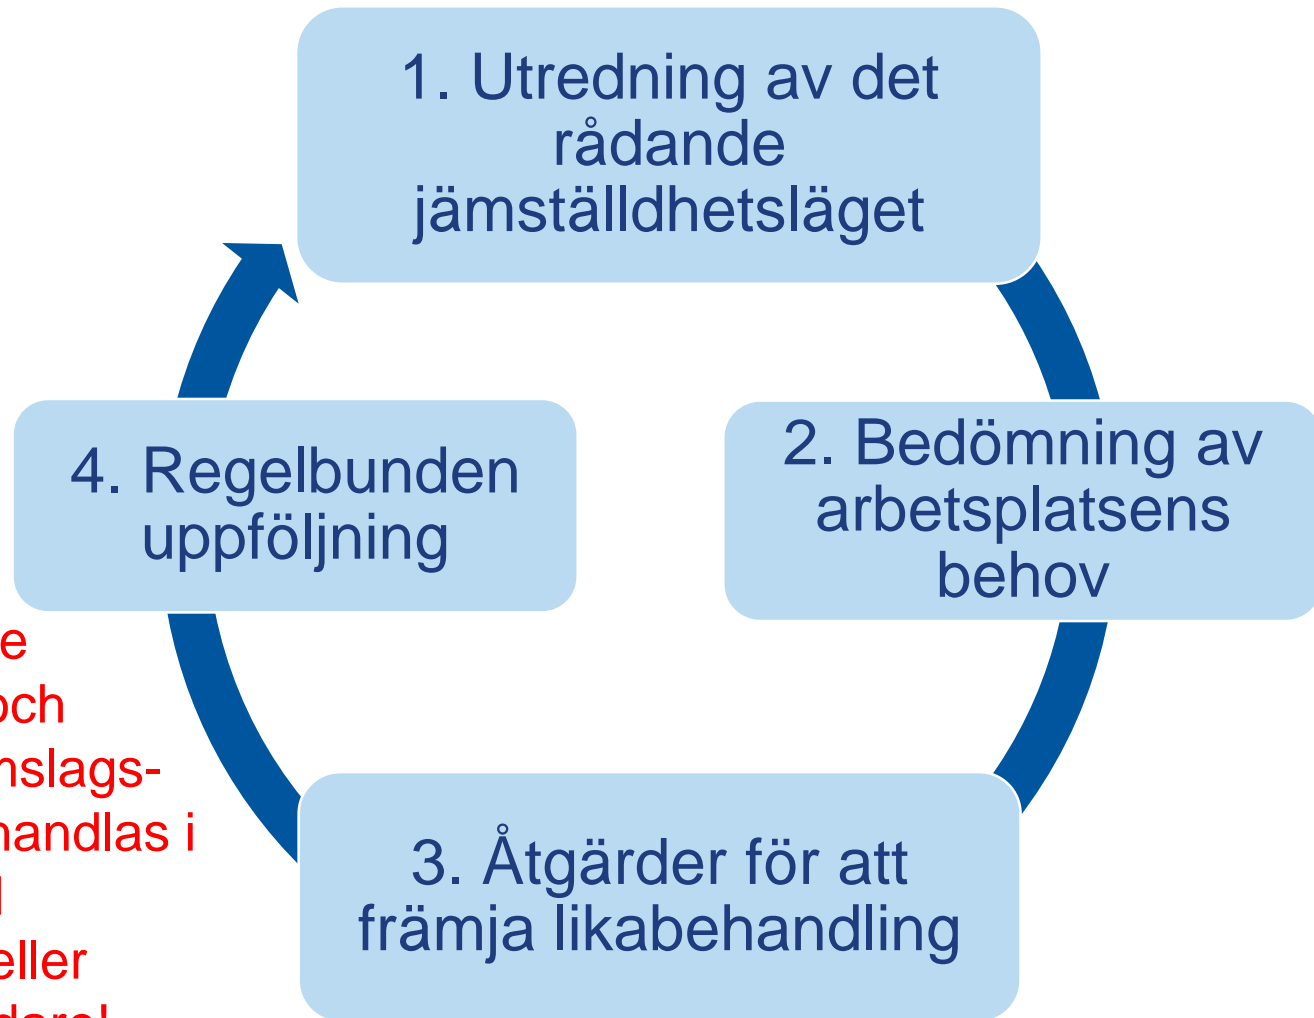 1. Utredning av det
rådande
jämställdhetsläget
2. Bedömning av
arbetsplatsens
behov
3. Åtgärder för att
främja likabehandling
4. Regelbunden
uppföljning
och
i
eller